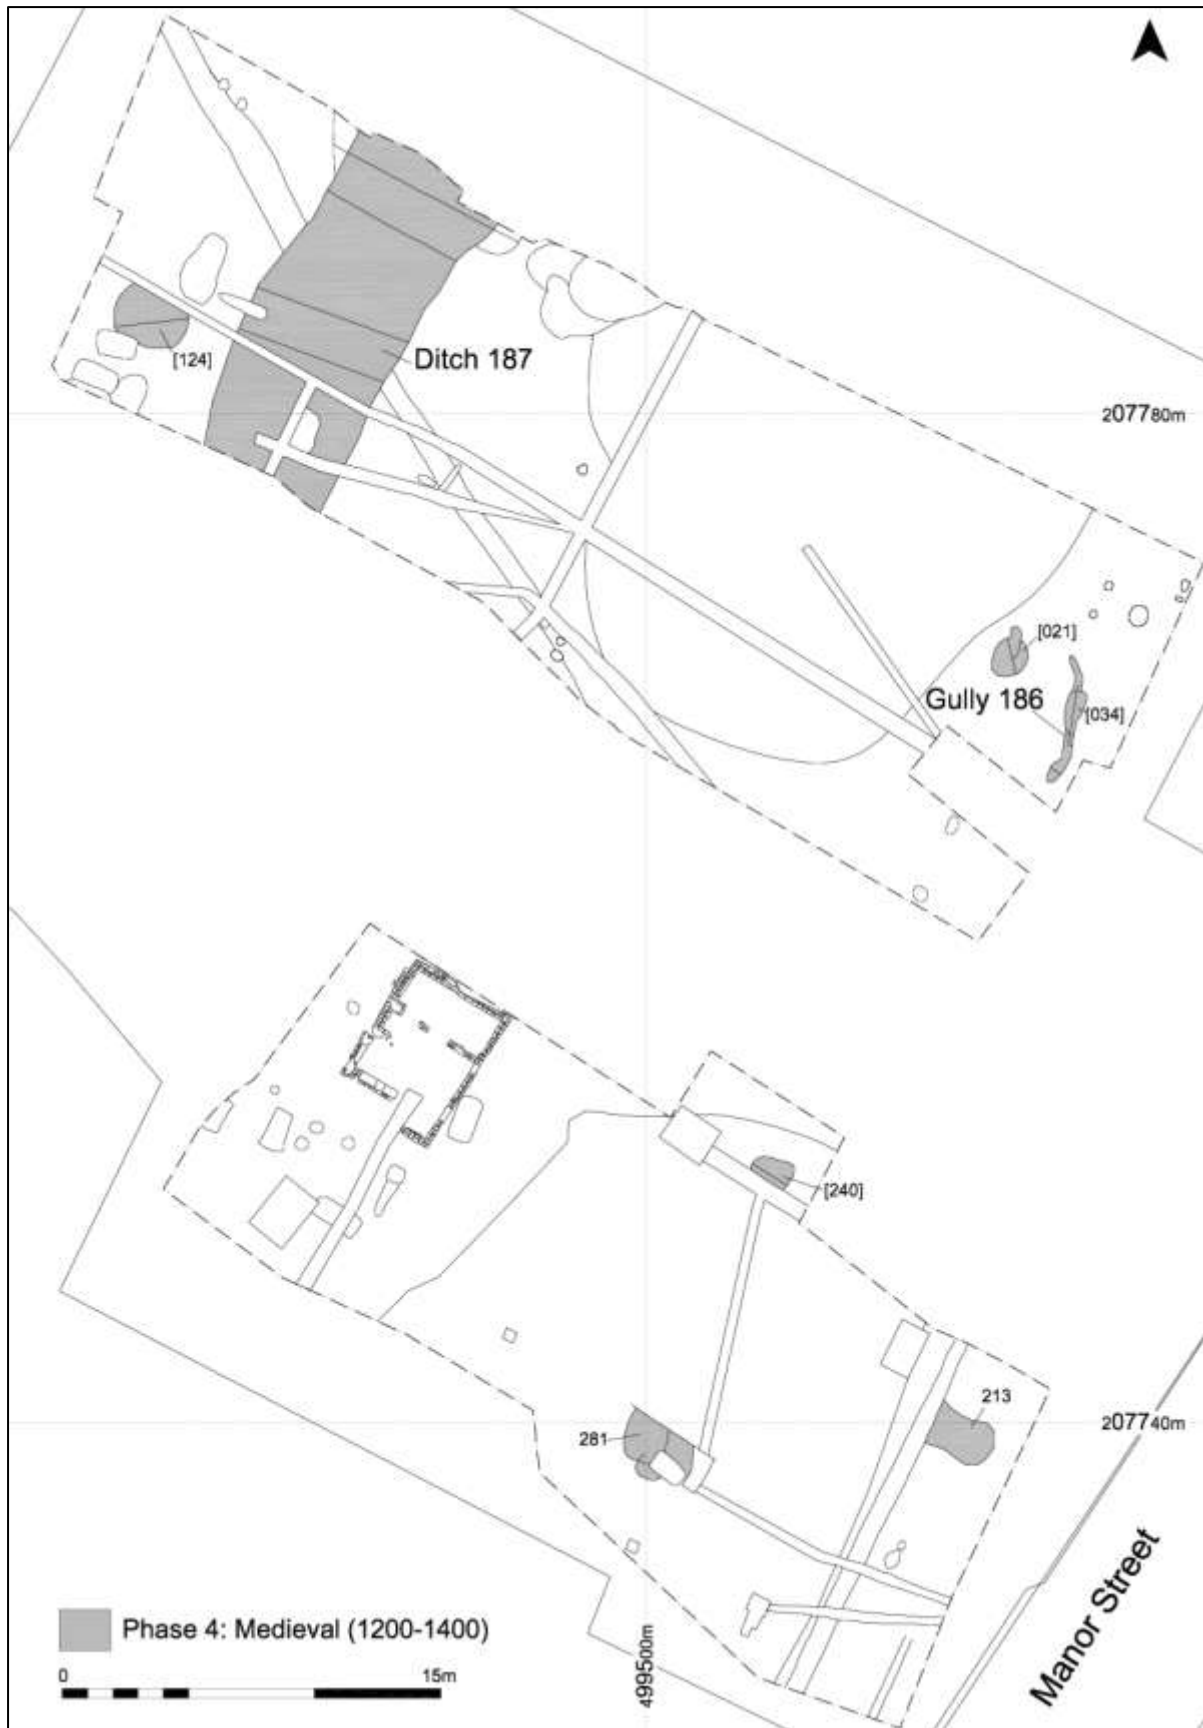 [124]
Ditch 187
207780m
[021]
Gully 186
[034]
[240]
213
281
207740m
Manor Street
499500m
Phase 4: Medieval (1200-1400)
0 15m